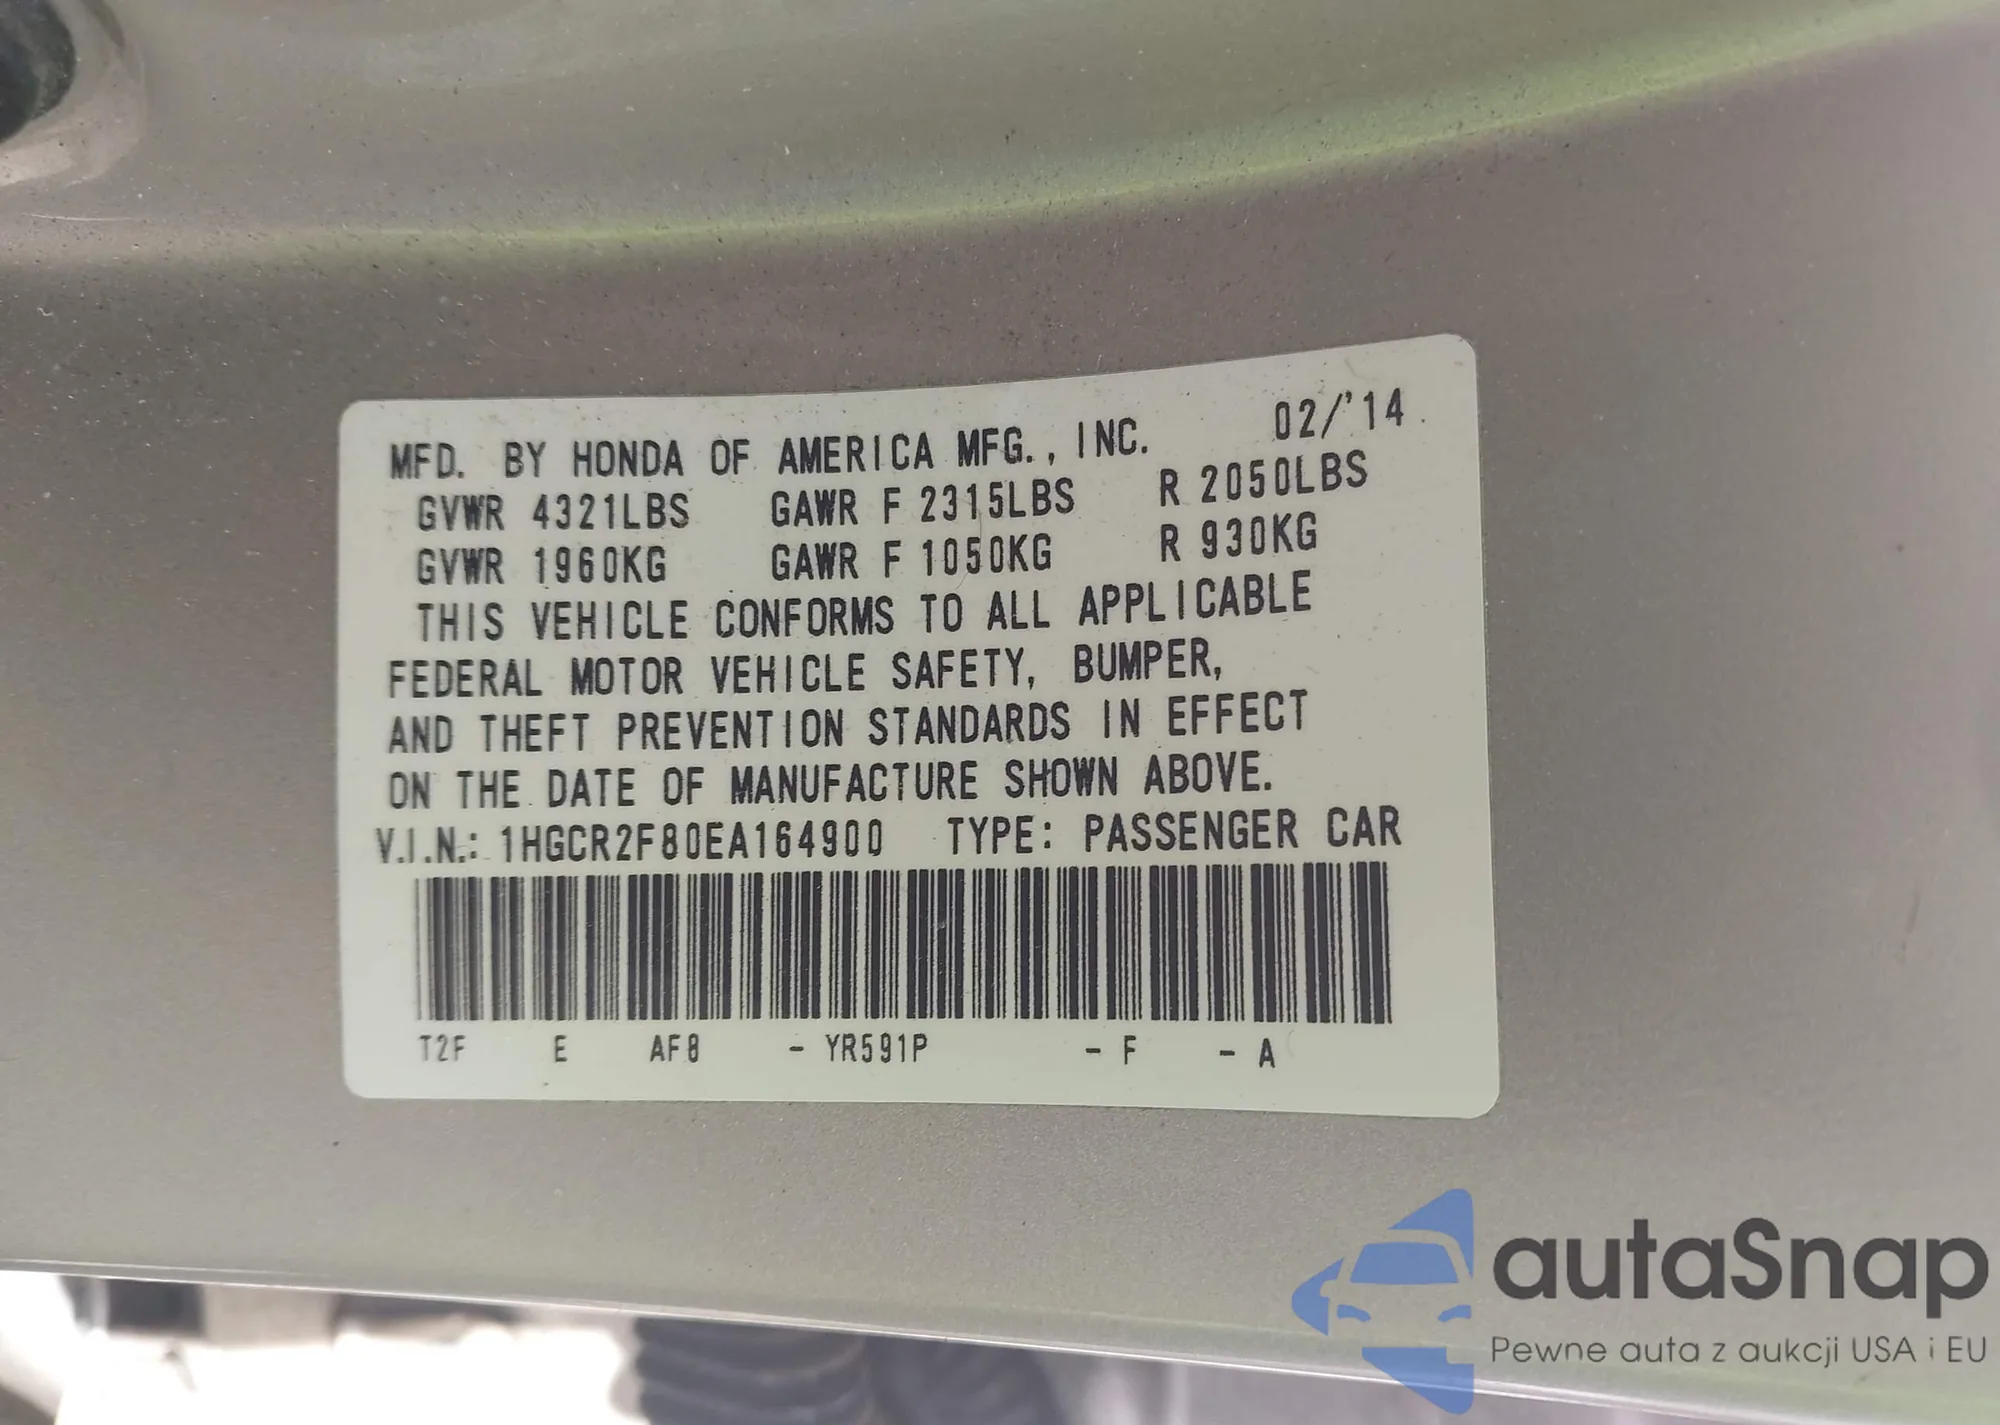 MFD. BY HONDA OF AMERICA MFG., INC. 02/'14
GVWR 4321LBS GAWR F 2315LBS R 2050LBS
GVWR 1960KG GAWR F 1050KG R 930KG
THIS VEHICLE CONFORMS TO ALL APPLICABLE
FEDERAL MOTOR VEHICLE SAFETY, BUMPER,
AND THEFT PREVENTION STANDARDS IN EFFECT
ON THE DATE OF MANUFACTURE SHOWN ABOVE.
V.I.N.: 1HGCR2F80EA164900 TYPE: PASSENGER CAR
T2F E AF8 - YR591P - F - A
autaSnap
Pewne auta z aukcji USA i EU